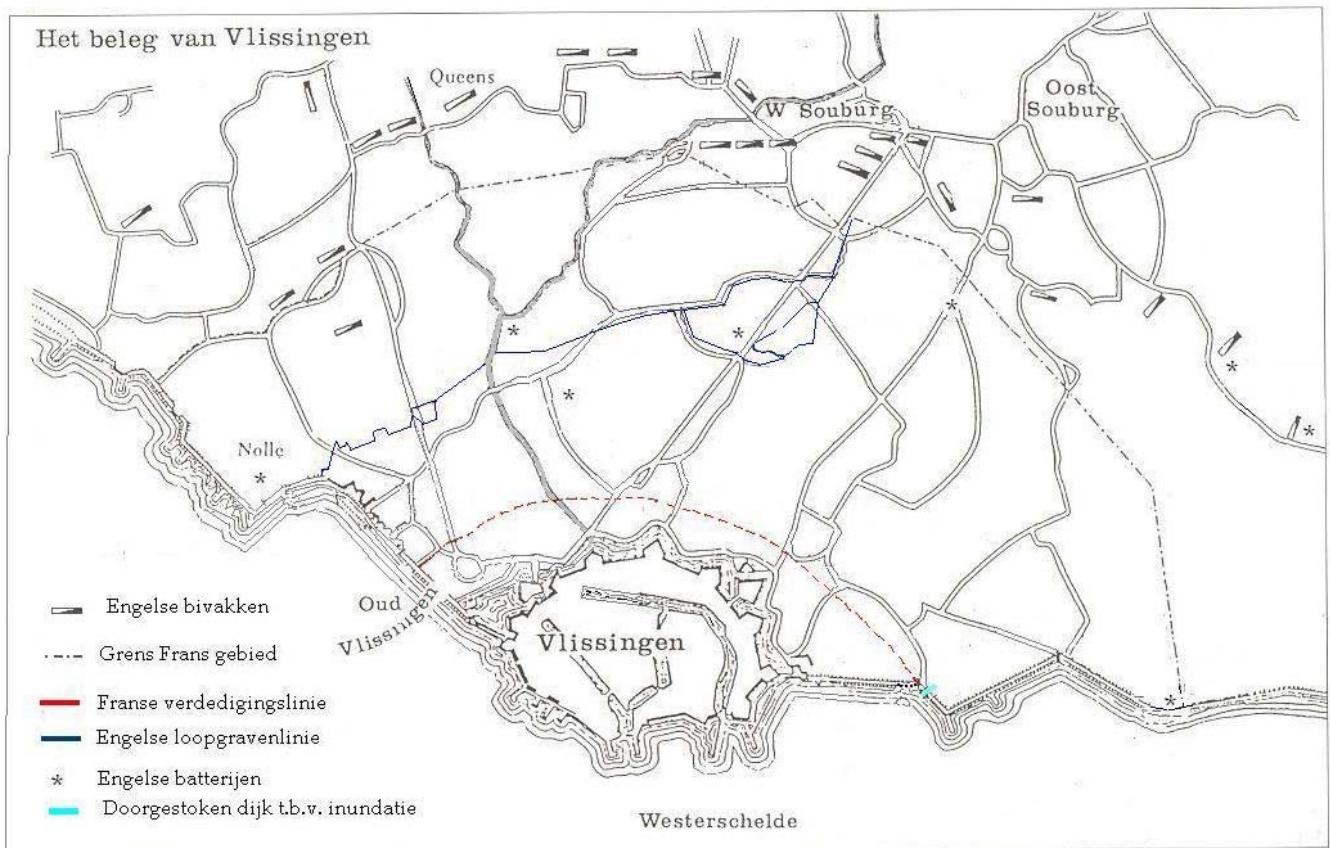 Het beleg van Vlissingen
Queens
W Souburg
Oost
Souburg
Nolle
Oud
Vlissingen
Vlissingen
Engelse bivakken
Grens Frans gebied
Franse verdedigingslinie
Engelse loopgravenlinie
* Engelse batterijen
Doorgestoken dijk t.b.v. inundatie
Westerschelde